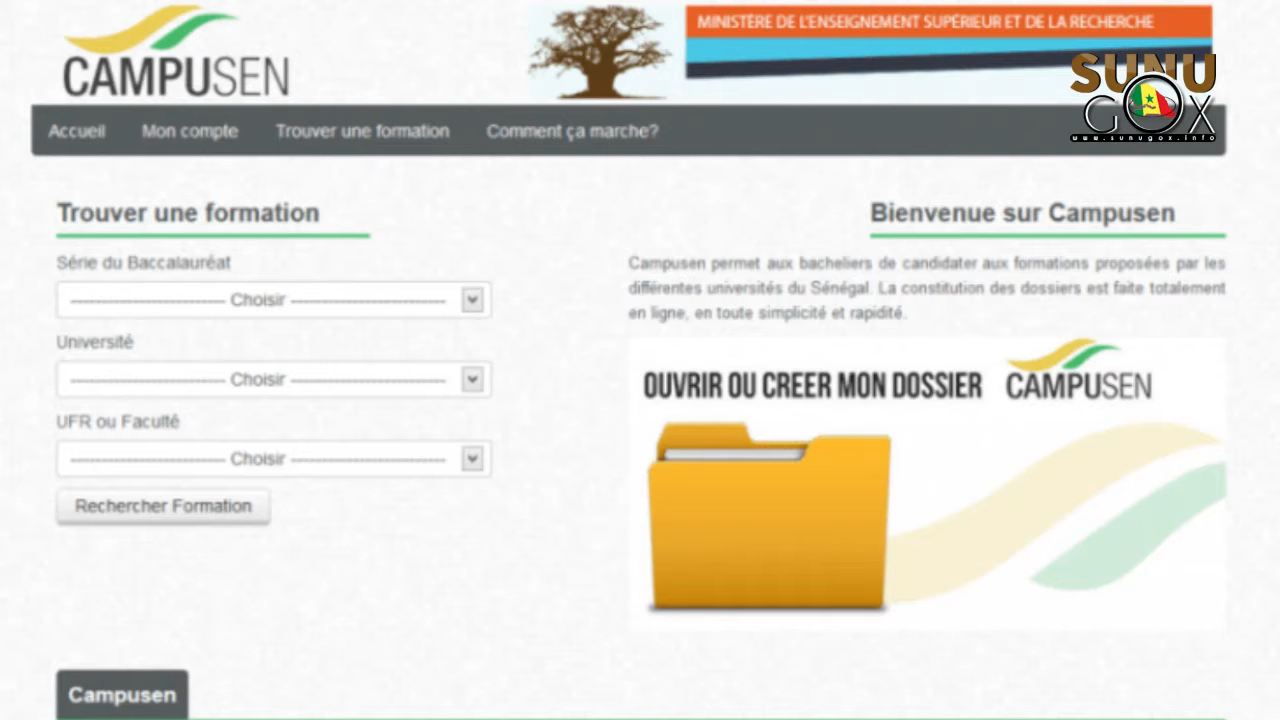 CAMPUSEN
MINISTÈRE DE L'ENSEIGNEMENT SUPÉRIEUR ET DE LA RECHERCHE
SUNU
GOX
www.sunugox.info
Accueil Mon compte Trouver une formation Comment ça marche?
Trouver une formation
Série du Baccalauréat
Choisir
Université
Choisir
UFR ou Faculté
Choisir
Rechercher Formation
Bienvenue sur Campusen
Campusen permet aux bacheliers de candidater aux formations proposées par les
différentes universités du Sénégal. La constitution des dossiers est faite totalement
en ligne, en toute simplicité et rapidité.
OUVRIR OU CREER MON DOSSIER CAMPUSEN
Campusen